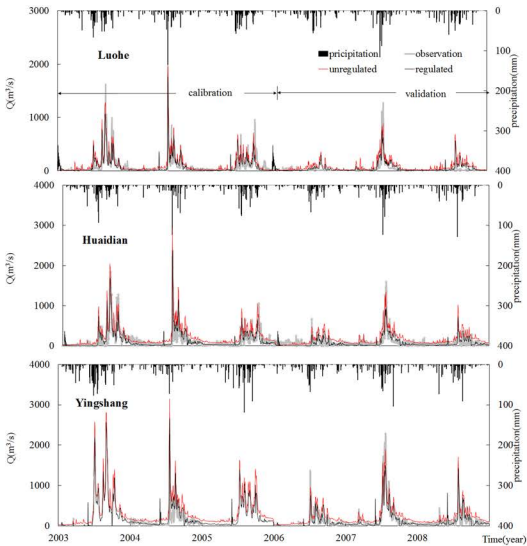 3000
2000
1000
0
Q(m³/s)
Luohe
0
100
200
300
400
precipitation(mm)
pricipitation
observation
unregulated
regulated
calibration
validation
4000
3000
2000
1000
0
Q(m³/s)
Huaidian
0
100
200
300
400
precipitation(mm)
4000
3000
2000
1000
0
Q(m³/s)
Yingshang
0
100
200
300
400
precipitation(mm)
2003
2004
2005
2006
2007
2008
Time(year)